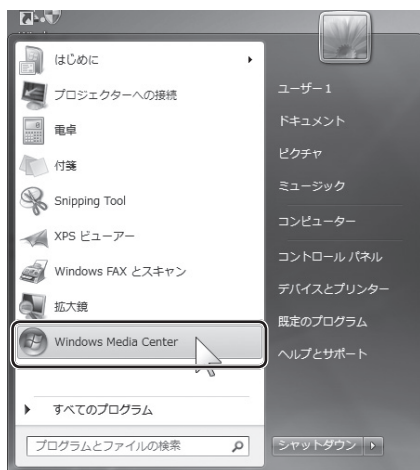 はじめに
プロジェクターへの接続
電卓
付箋
Snipping Tool
XPS ビューアー
Windows FAX とスキャン
拡大鏡
Windows Media Center
すべてのプログラム
プログラムとファイルの検索
ユーザー1
ドキュメント
ピクチャ
ミュージック
コンピューター
コントロール パネル
デバイスとプリンター
既定のプログラム
ヘルプとサポート
シャットダウン